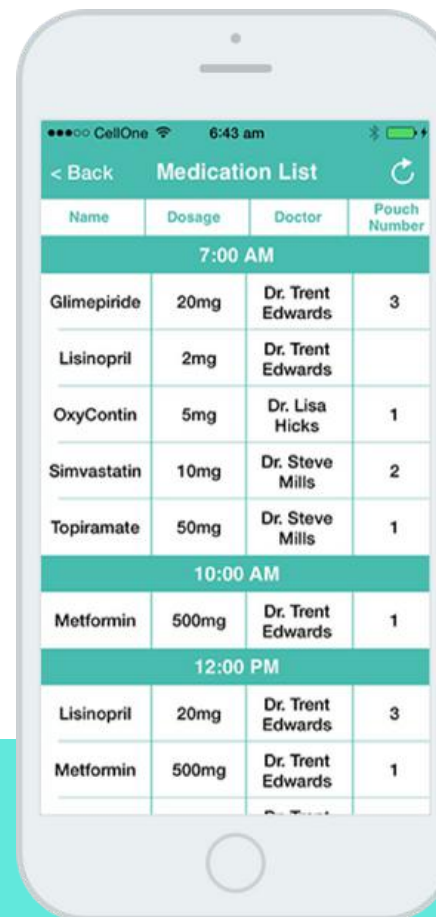 CellOne 6:43 am
< Back Medication List
Name Dosage Doctor Pouch Number
7:00 AM
Glimepiride 20mg Dr. Trent Edwards 3
Lisinopril 2mg Dr. Trent Edwards
OxyContin 5mg Dr. Lisa Hicks 1
Simvastatin 10mg Dr. Steve Mills 2
Topiramate 50mg Dr. Steve Mills 1
10:00 AM
Metformin 500mg Dr. Trent Edwards 1
12:00 PM
Lisinopril 20mg Dr. Trent Edwards 3
Metformin 500mg Dr. Trent Edwards 1